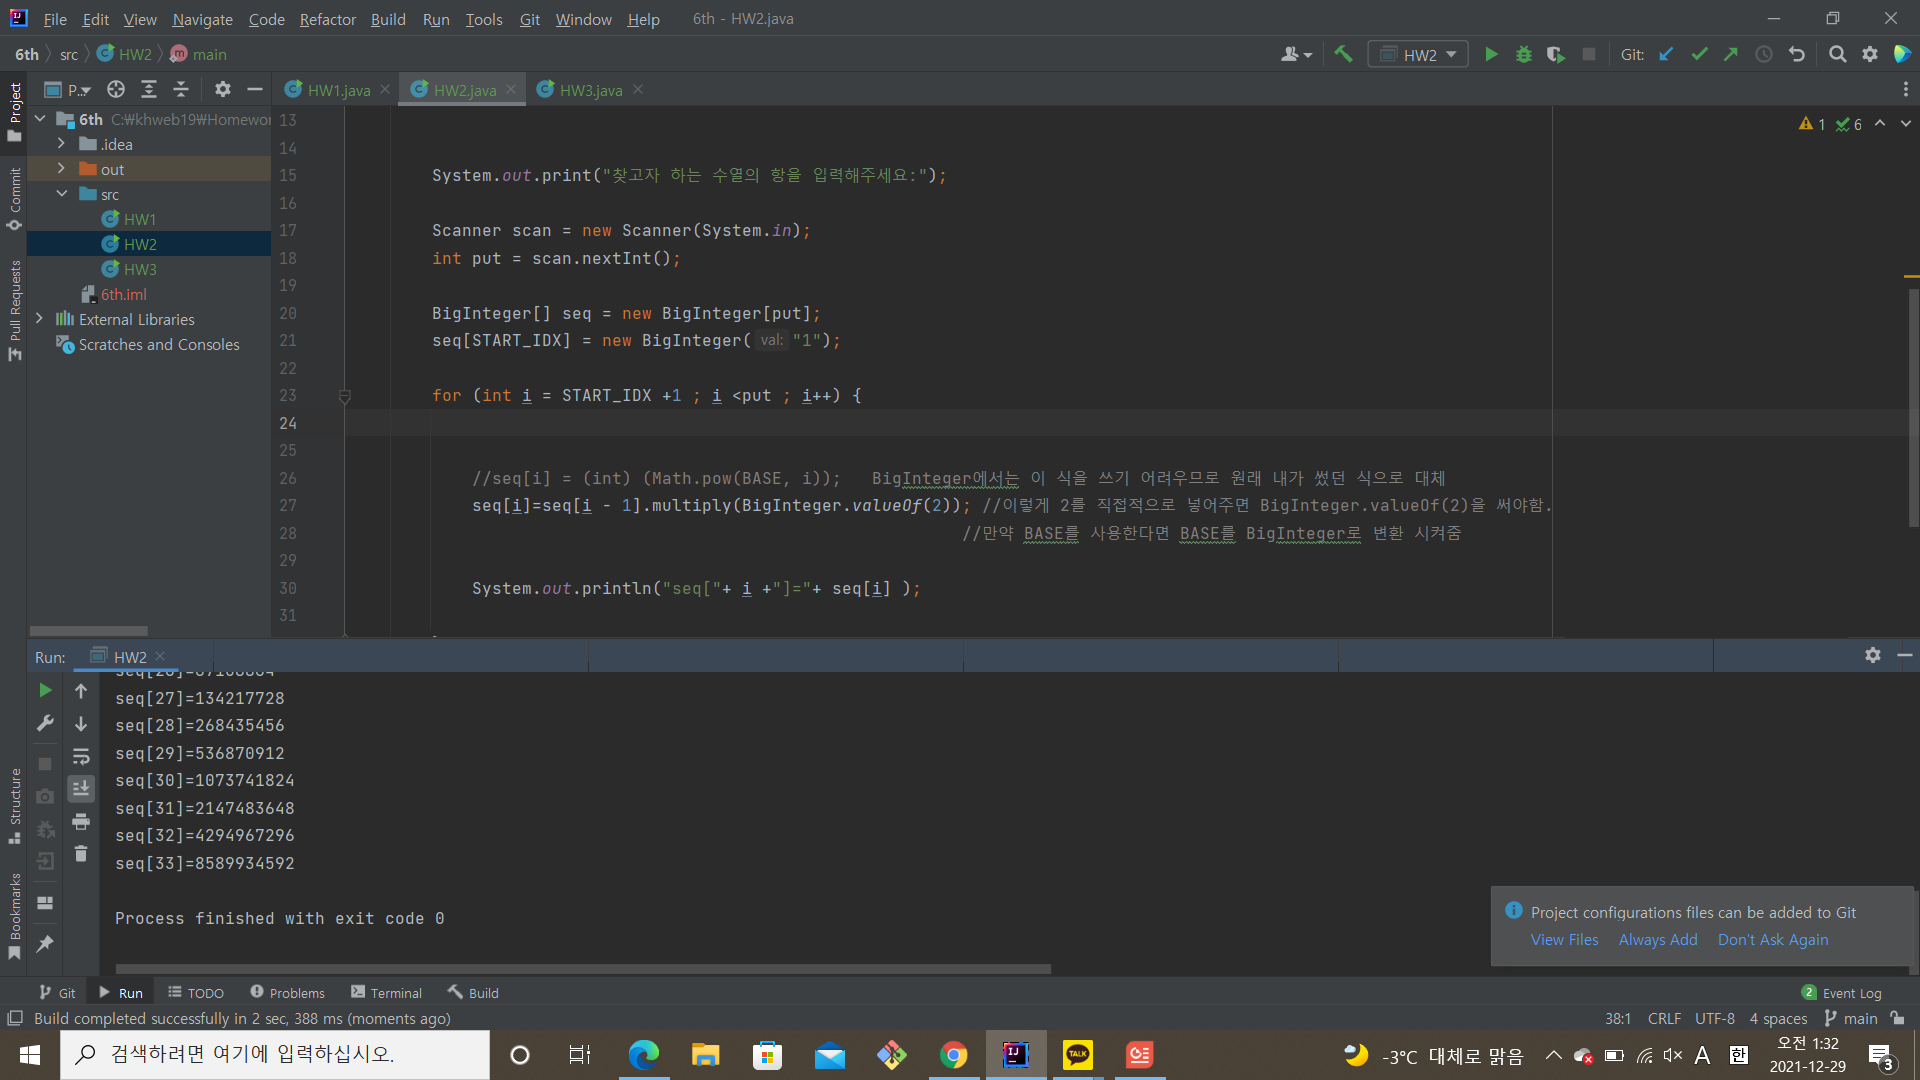 File Edit View Navigate Code Refactor Build Run Tools Git Window Help 6th - HW2.java
6th src HW2 main
HW2 Git:
Project
P..
HW1.java HW2.java HW3.java
6th C:₩khweb19₩Homewor
.idea
out
src
HW1
HW2
HW3
6th.iml
External Libraries
Scratches and Consoles
Commit
Pull Requests
Structure
Bookmarks
1 6
13
14
15 System.out.print("찾고자 하는 수열의 항을 입력해주세요:");
16
17 Scanner scan = new Scanner(System.in);
18 int put = scan.nextInt();
19
20 BigInteger[] seq = new BigInteger[put];
21 seq[START_IDX] = new BigInteger( val: "1");
22
23 for (int i = START_IDX +1 ; i <put ; i++) {
24
25
26 //seq[i] = (int) (Math.pow(BASE, i)); BigInteger에서는 이 식을 쓰기 어려우므로 원래 내가 썼던 식으로 대체
27 seq[i]=seq[i - 1].multiply(BigInteger.valueOf(2)); //이렇게 2를 직접적으로 넣어주면 BigInteger.valueOf(2)을 써야함.
28 //만약 BASE를 사용한다면 BASE를 BigInteger로 변환 시켜줌
29
30 System.out.println("seq["+ i +"]="+ seq[i] );
31
Run: HW2
seq[27]=134217728
seq[28]=268435456
seq[29]=536870912
seq[30]=1073741824
seq[31]=2147483648
seq[32]=4294967296
seq[33]=8589934592
Process finished with exit code 0
Project configurations files can be added to Git
View Files Always Add Don't Ask Again
Git Run TODO Problems Terminal Build
2 Event Log
Build completed successfully in 2 sec, 388 ms (moments ago)
38:1 CRLF UTF-8 4 spaces main
검색하려면 여기에 입력하십시오.
TALK
-3°C 대체로 맑음
A 한
오전 1:32
2021-12-29
3